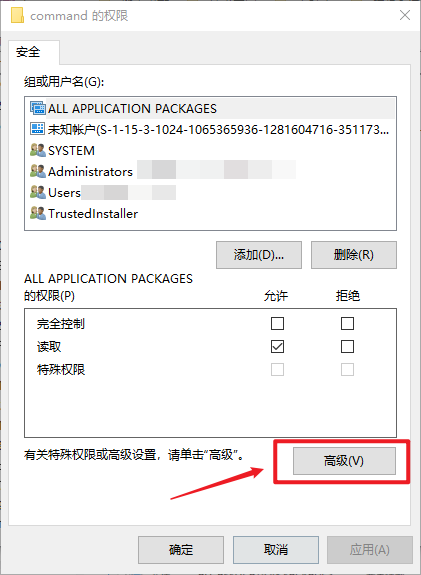 command 的权限
安全
组或用户名(G):
ALL APPLICATION PACKAGES
未知帐户(S-1-15-3-1024-1065365936-1281604716-351173...
SYSTEM
Administrators
Users
TrustedInstaller
添加(D)... 删除(R)
ALL APPLICATION PACKAGES
的权限(P) 允许 拒绝
完全控制
读取
特殊权限
有关特殊权限或高级设置，请单击“高级”。
高级(V)
确定 取消 应用(A)